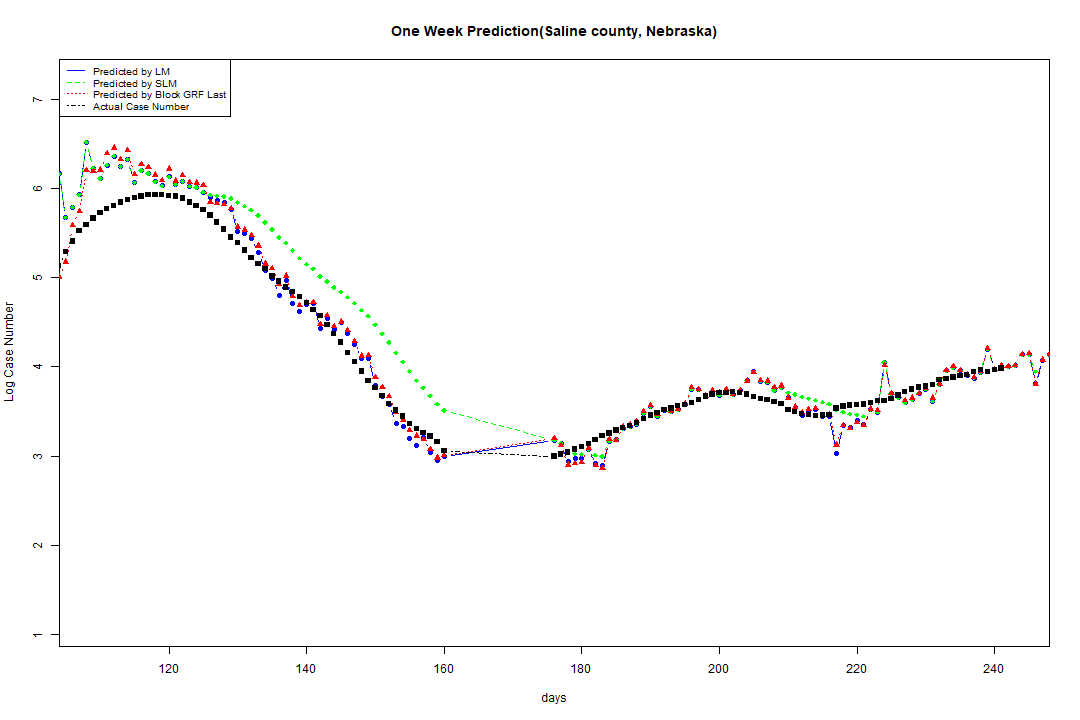 One Week Prediction(Saline county, Nebraska)
Predicted by LM
Predicted by SLM
Predicted by Block GRF Last
Actual Case Number
7
6
5
4
3
2
1
Log Case Number
120 140 160 180 200 220 240
days